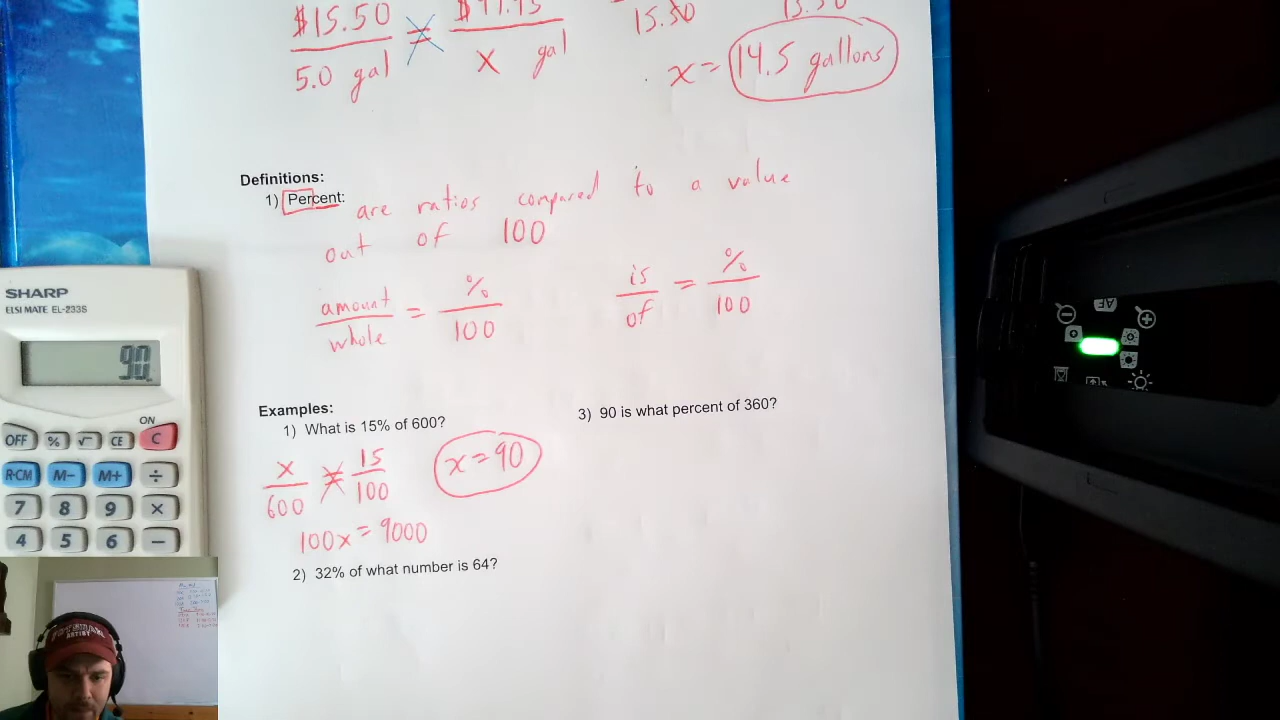 $15.50
5.0 gal
=
x gal
15.50
x = 14.5 gallons
Definitions:
1) Percent: are ratios compared to a value
out of 100
amount
whole
=
%
100
is
of
=
%
100
Examples:
1) What is 15% of 600?
x
600
=
15
100
x = 90
100x = 9000
2) 32% of what number is 64?
3) 90 is what percent of 360?
SHARP
ELSI MATE EL-233S
90.
ON
OFF % √ CE C
R·CM M− M+ ÷
7 8 9 ×
4 5 6 −
ARTIST
AF